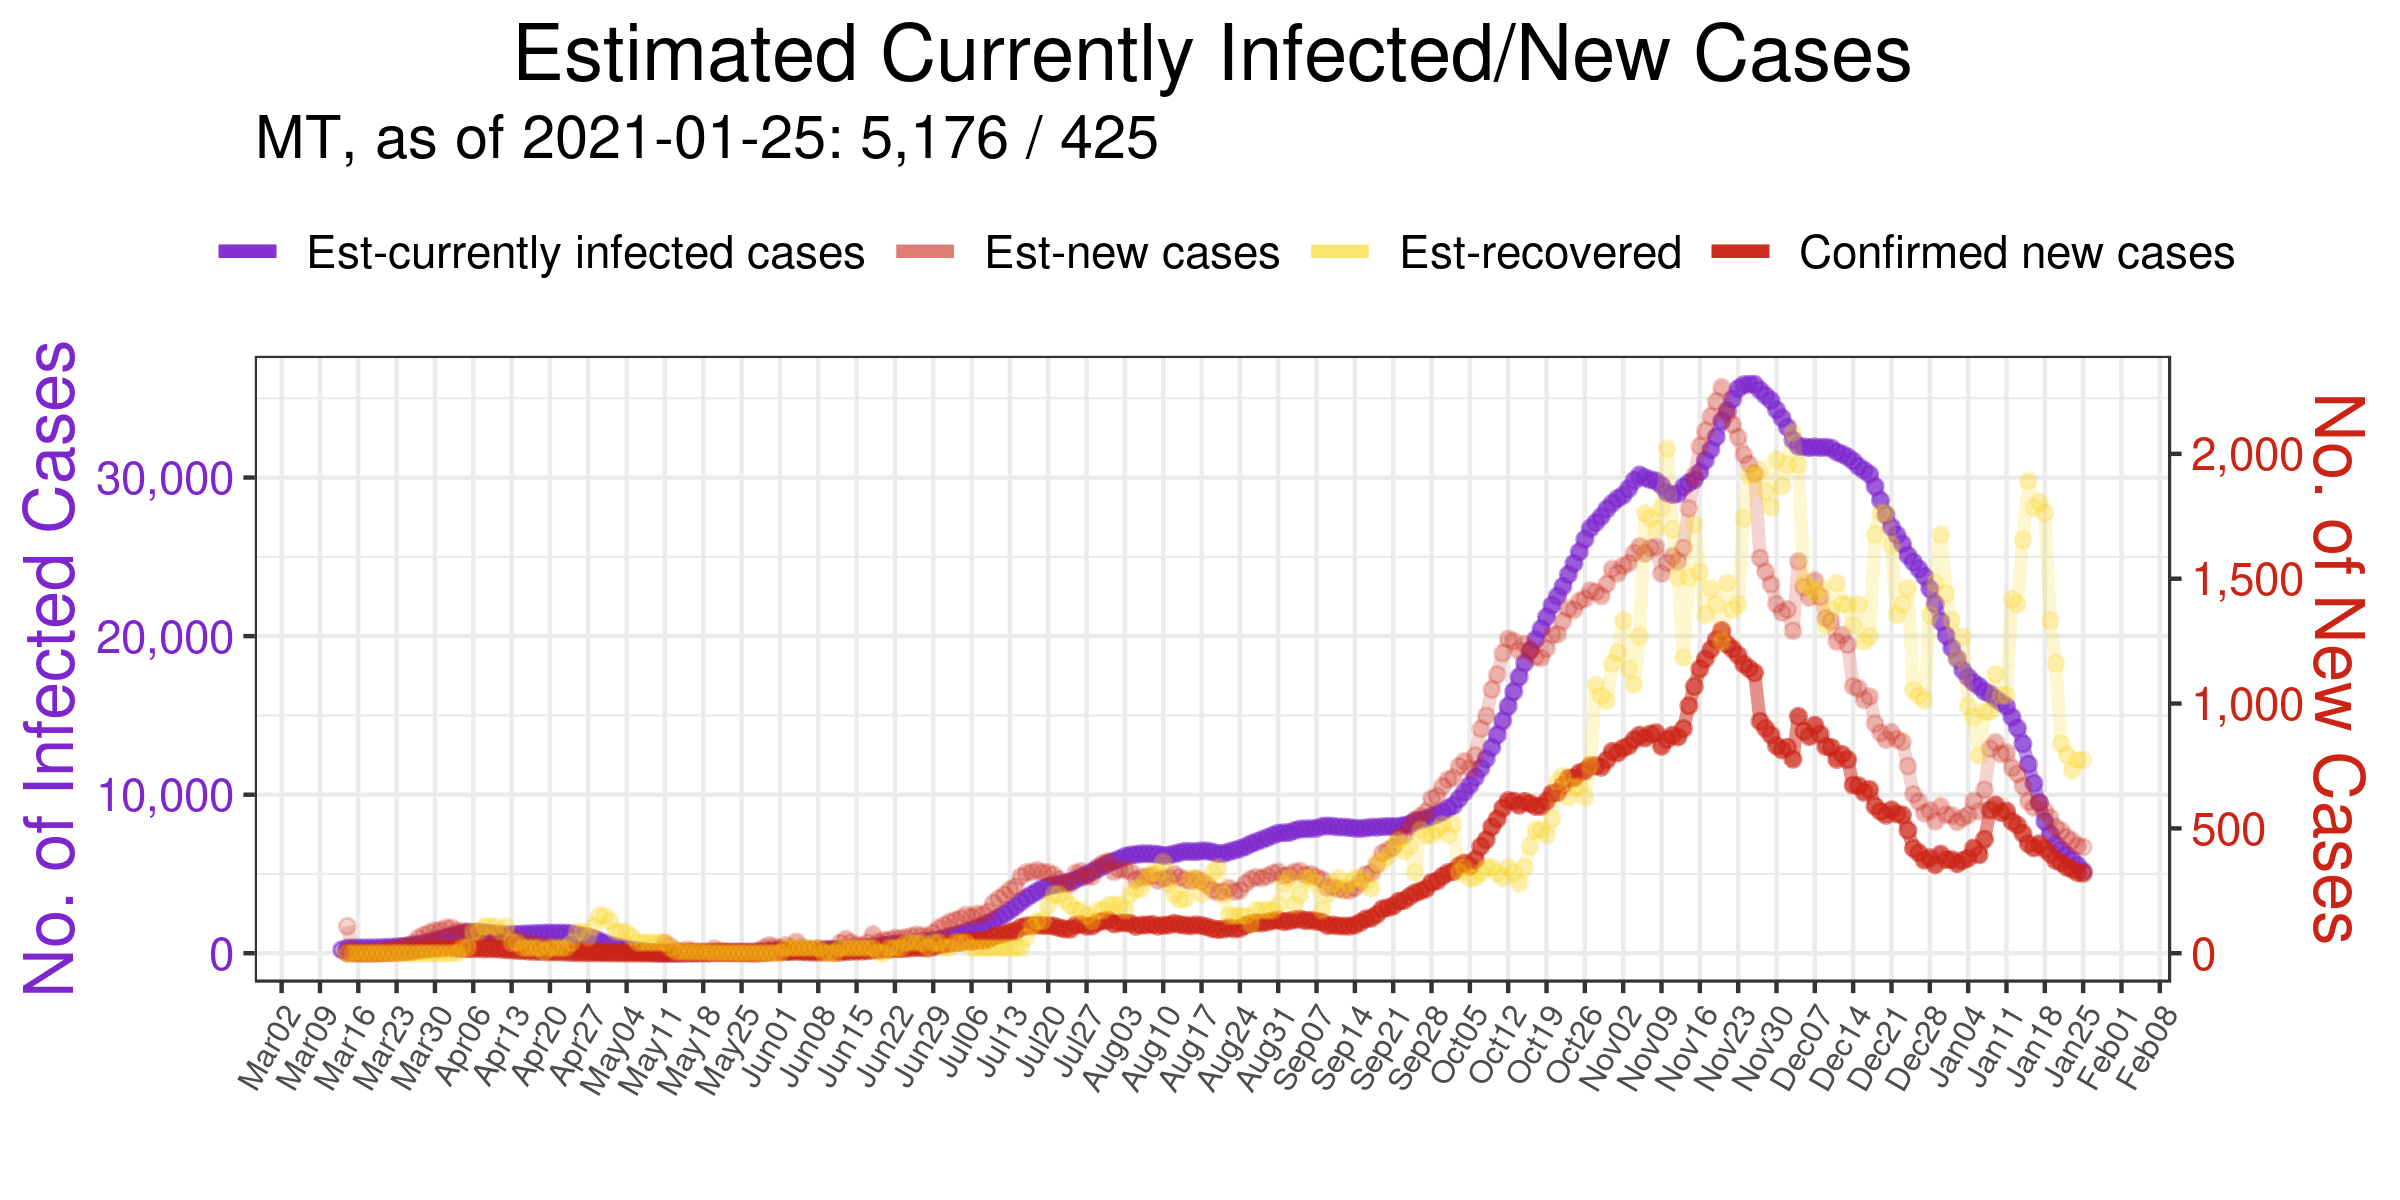 Estimated Currently Infected/New Cases
MT, as of 2021-01-25: 5,176 / 425
Est-currently infected cases
Est-new cases
Est-recovered
Confirmed new cases
No. of Infected Cases
30,000
20,000
10,000
0
2,000
1,500
1,000
500
0
No. of New Cases
Mar02
Mar09
Mar16
Mar23
Mar30
Apr06
Apr13
Apr20
Apr27
May04
May11
May18
May25
Jun01
Jun08
Jun15
Jun22
Jun29
Jul06
Jul13
Jul20
Jul27
Aug03
Aug10
Aug17
Aug24
Aug31
Sep07
Sep14
Sep21
Sep28
Oct05
Oct12
Oct19
Oct26
Nov02
Nov09
Nov16
Nov23
Nov30
Dec07
Dec14
Dec21
Dec28
Jan04
Jan11
Jan18
Jan25
Feb01
Feb08